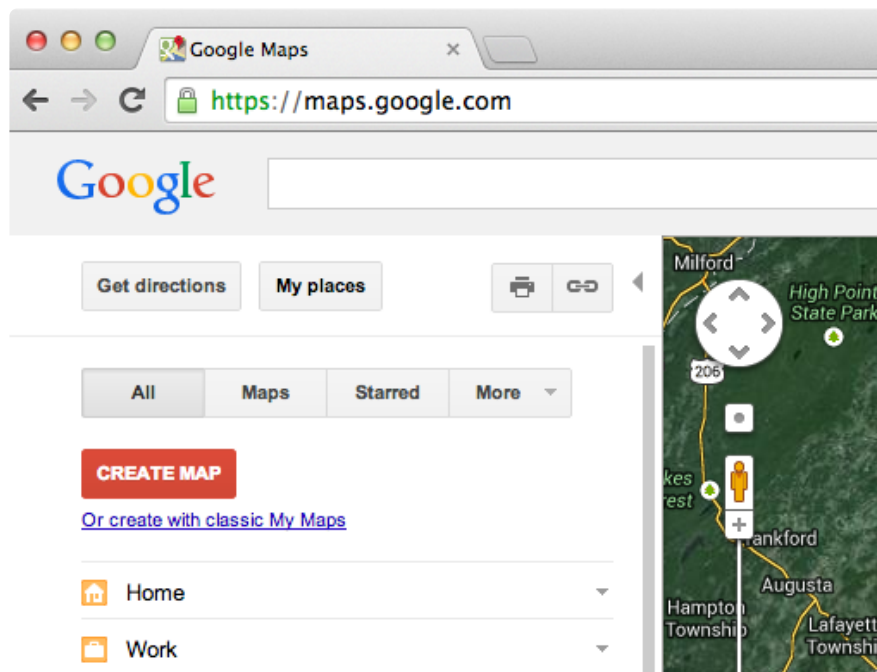 Google Maps
https://maps.google.com
Google
Get directions
My places
All
Maps
Starred
More
CREATE MAP
Or create with classic My Maps
Home
Work
Milford
High Point
State Park
206
kes
rest
rankford
Augusta
Hampton
Township
Lafayett
Townshi